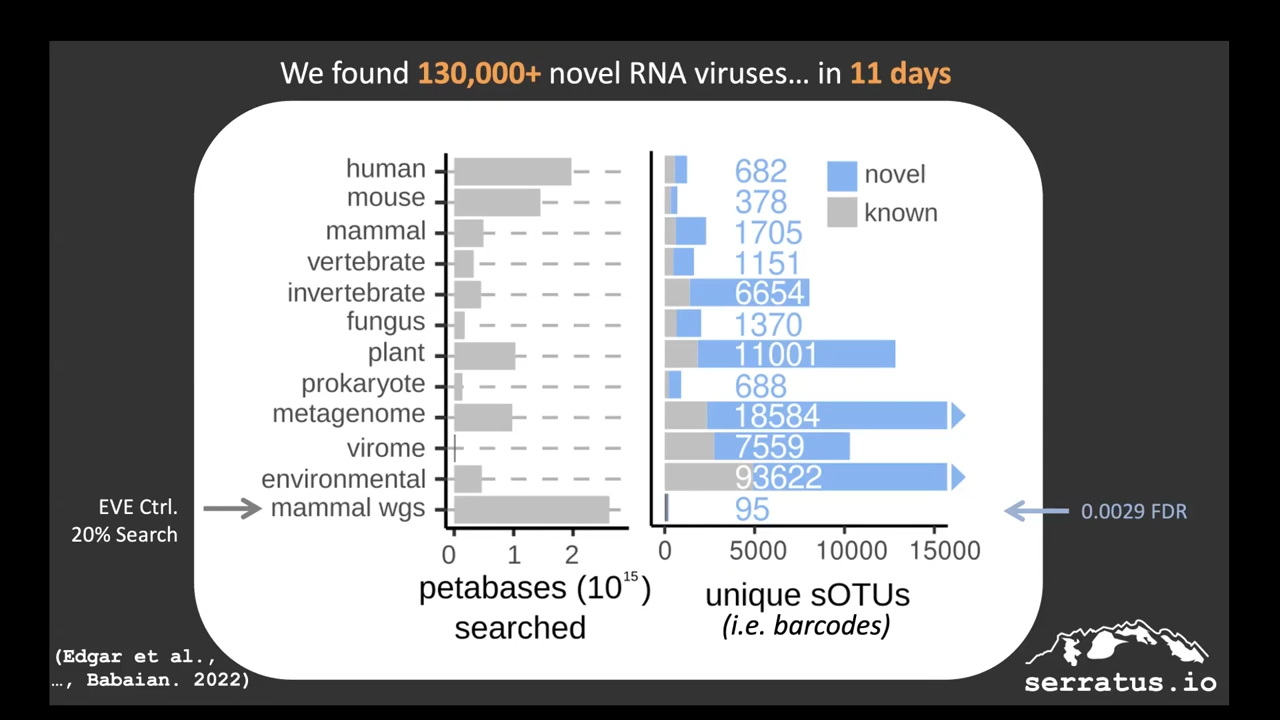 We found 130,000+ novel RNA viruses… in 11 days
human
mouse
mammal
vertebrate
invertebrate
fungus
plant
prokaryote
metagenome
virome
environmental
mammal wgs
0 1 2
petabases (10¹⁵)
searched
682
378
1705
1151
6654
1370
11001
688
18584
7559
93622
95
novel
known
0 5000 10000 15000
unique sOTUs
(i.e. barcodes)
EVE Ctrl.
20% Search
0.0029 FDR
(Edgar et al.,
…, Babaian. 2022)
serratus.io